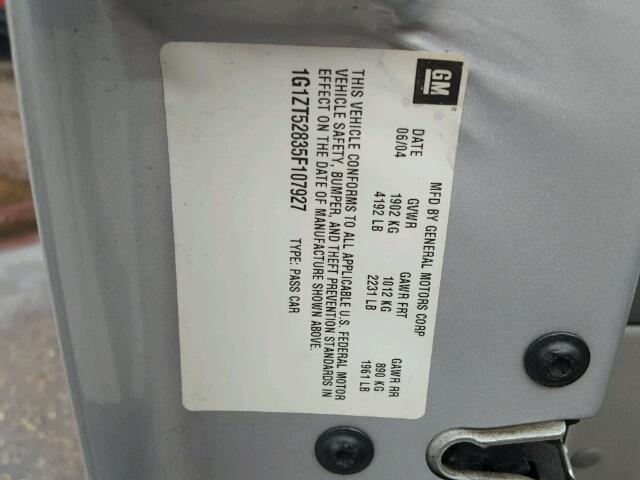 GM
MFD BY GENERAL MOTORS CORP
DATE GVWR GAWR FRT GAWR RR
06/04 1902 KG 1012 KG 890 KG
4192 LB 2231 LB 1961 LB
THIS VEHICLE CONFORMS TO ALL APPLICABLE U.S. FEDERAL MOTOR
VEHICLE SAFETY, BUMPER, AND THEFT PREVENTION STANDARDS IN
EFFECT ON THE DATE OF MANUFACTURE SHOWN ABOVE.
1G1ZT52835F107927 TYPE: PASS CAR